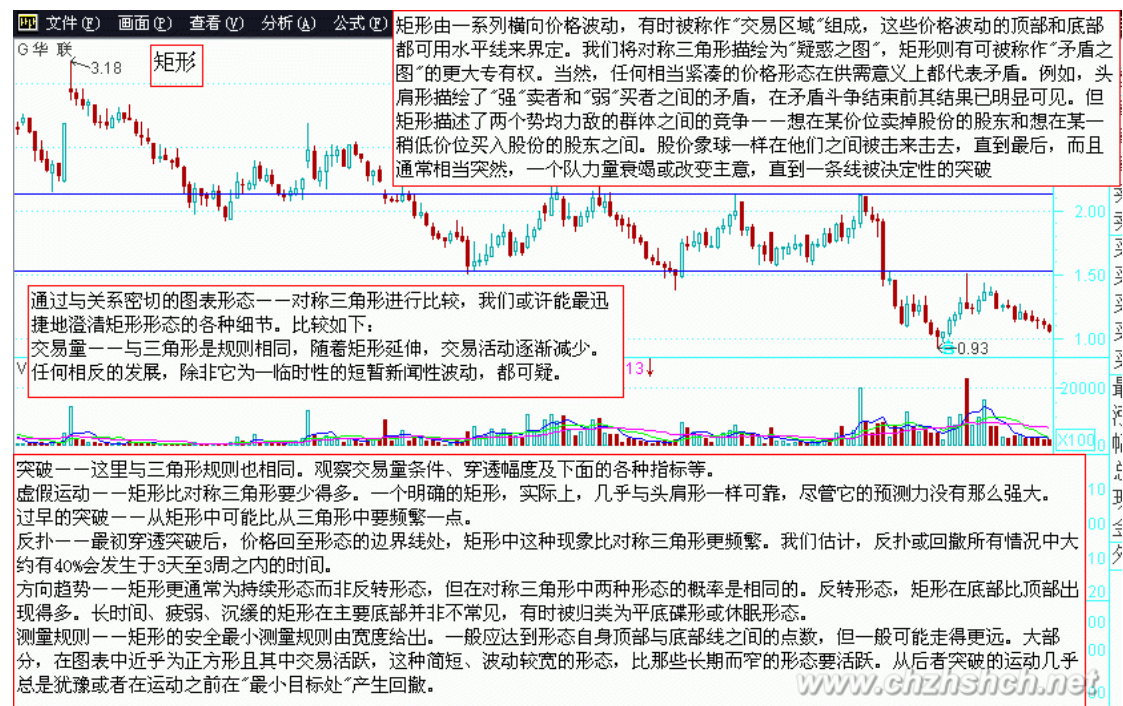 文件(F) 画面(P) 查看(V) 分析(A) 公式(F)
G华 联
3.18
矩形
矩形由一系列横向价格波动，有时被称作"交易区域"组成，这些价格波动的顶部和底部
都可用水平线来界定。我们将对称三角形描绘为"疑惑之图"，矩形则有可被称作"矛盾之
图"的更大专有权。当然，任何相当紧凑的价格形态在供需意义上都代表矛盾。例如，头
肩形描绘了"强"卖者和"弱"买者之间的矛盾，在矛盾斗争结束前其结果已明显可见。但
矩形描述了两个势均力敌的群体之间的竞争——想在某价位卖掉股份的股东和想在某一
稍低价位买入股份的股东之间。股价象球一样在他们之间被击来击去，直到最后，而且
通常相当突然，一个队力量衰竭或改变主意，直到一条线被决定性的突破
2.00
1.50
1.00
0.93
通过与关系密切的图表形态——对称三角形进行比较，我们或许能最迅
捷地澄清矩形形态的各种细节。比较如下：
交易量——与三角形是规则相同，随着矩形延伸，交易活动逐渐减少。
任何相反的发展，除非它为一临时性的短暂新闻性波动，都可疑。
V
13↓
20000
X100
突破——这里与三角形规则也相同。观察交易量条件、穿透幅度及下面的各种指标等。
虚假运动——矩形比对称三角形要少得多。一个明确的矩形，实际上，几乎与头肩形一样可靠，尽管它的预测力没有那么强大。
过早的突破——从矩形中可能比从三角形中要频繁一点。
反扑——最初穿透突破后，价格回至形态的边界线处，矩形中这种现象比对称三角形更频繁。我们估计，反扑或回撤所有情况中大
约有40%会发生于3天至3周之内的时间。
方向趋势——矩形更通常为持续形态而非反转形态，但在对称三角形中两种形态的概率是相同的。反转形态，矩形在底部比顶部出
现得多。长时间、疲弱、沉缓的矩形在主要底部并非不常见，有时被归类为平底碟形或休眠形态。
测量规则——矩形的安全最小测量规则由宽度给出。一般应达到形态自身顶部与底部线之间的点数，但一般可能走得更远。大部
分，在图表中近乎为正方形且其中交易活跃，这种简短、波动较宽的形态，比那些长期而窄的形态要活跃。从后者突破的运动几乎
总是犹豫或者在运动之前在"最小目标处"产生回撤。
www.chzhshch.net